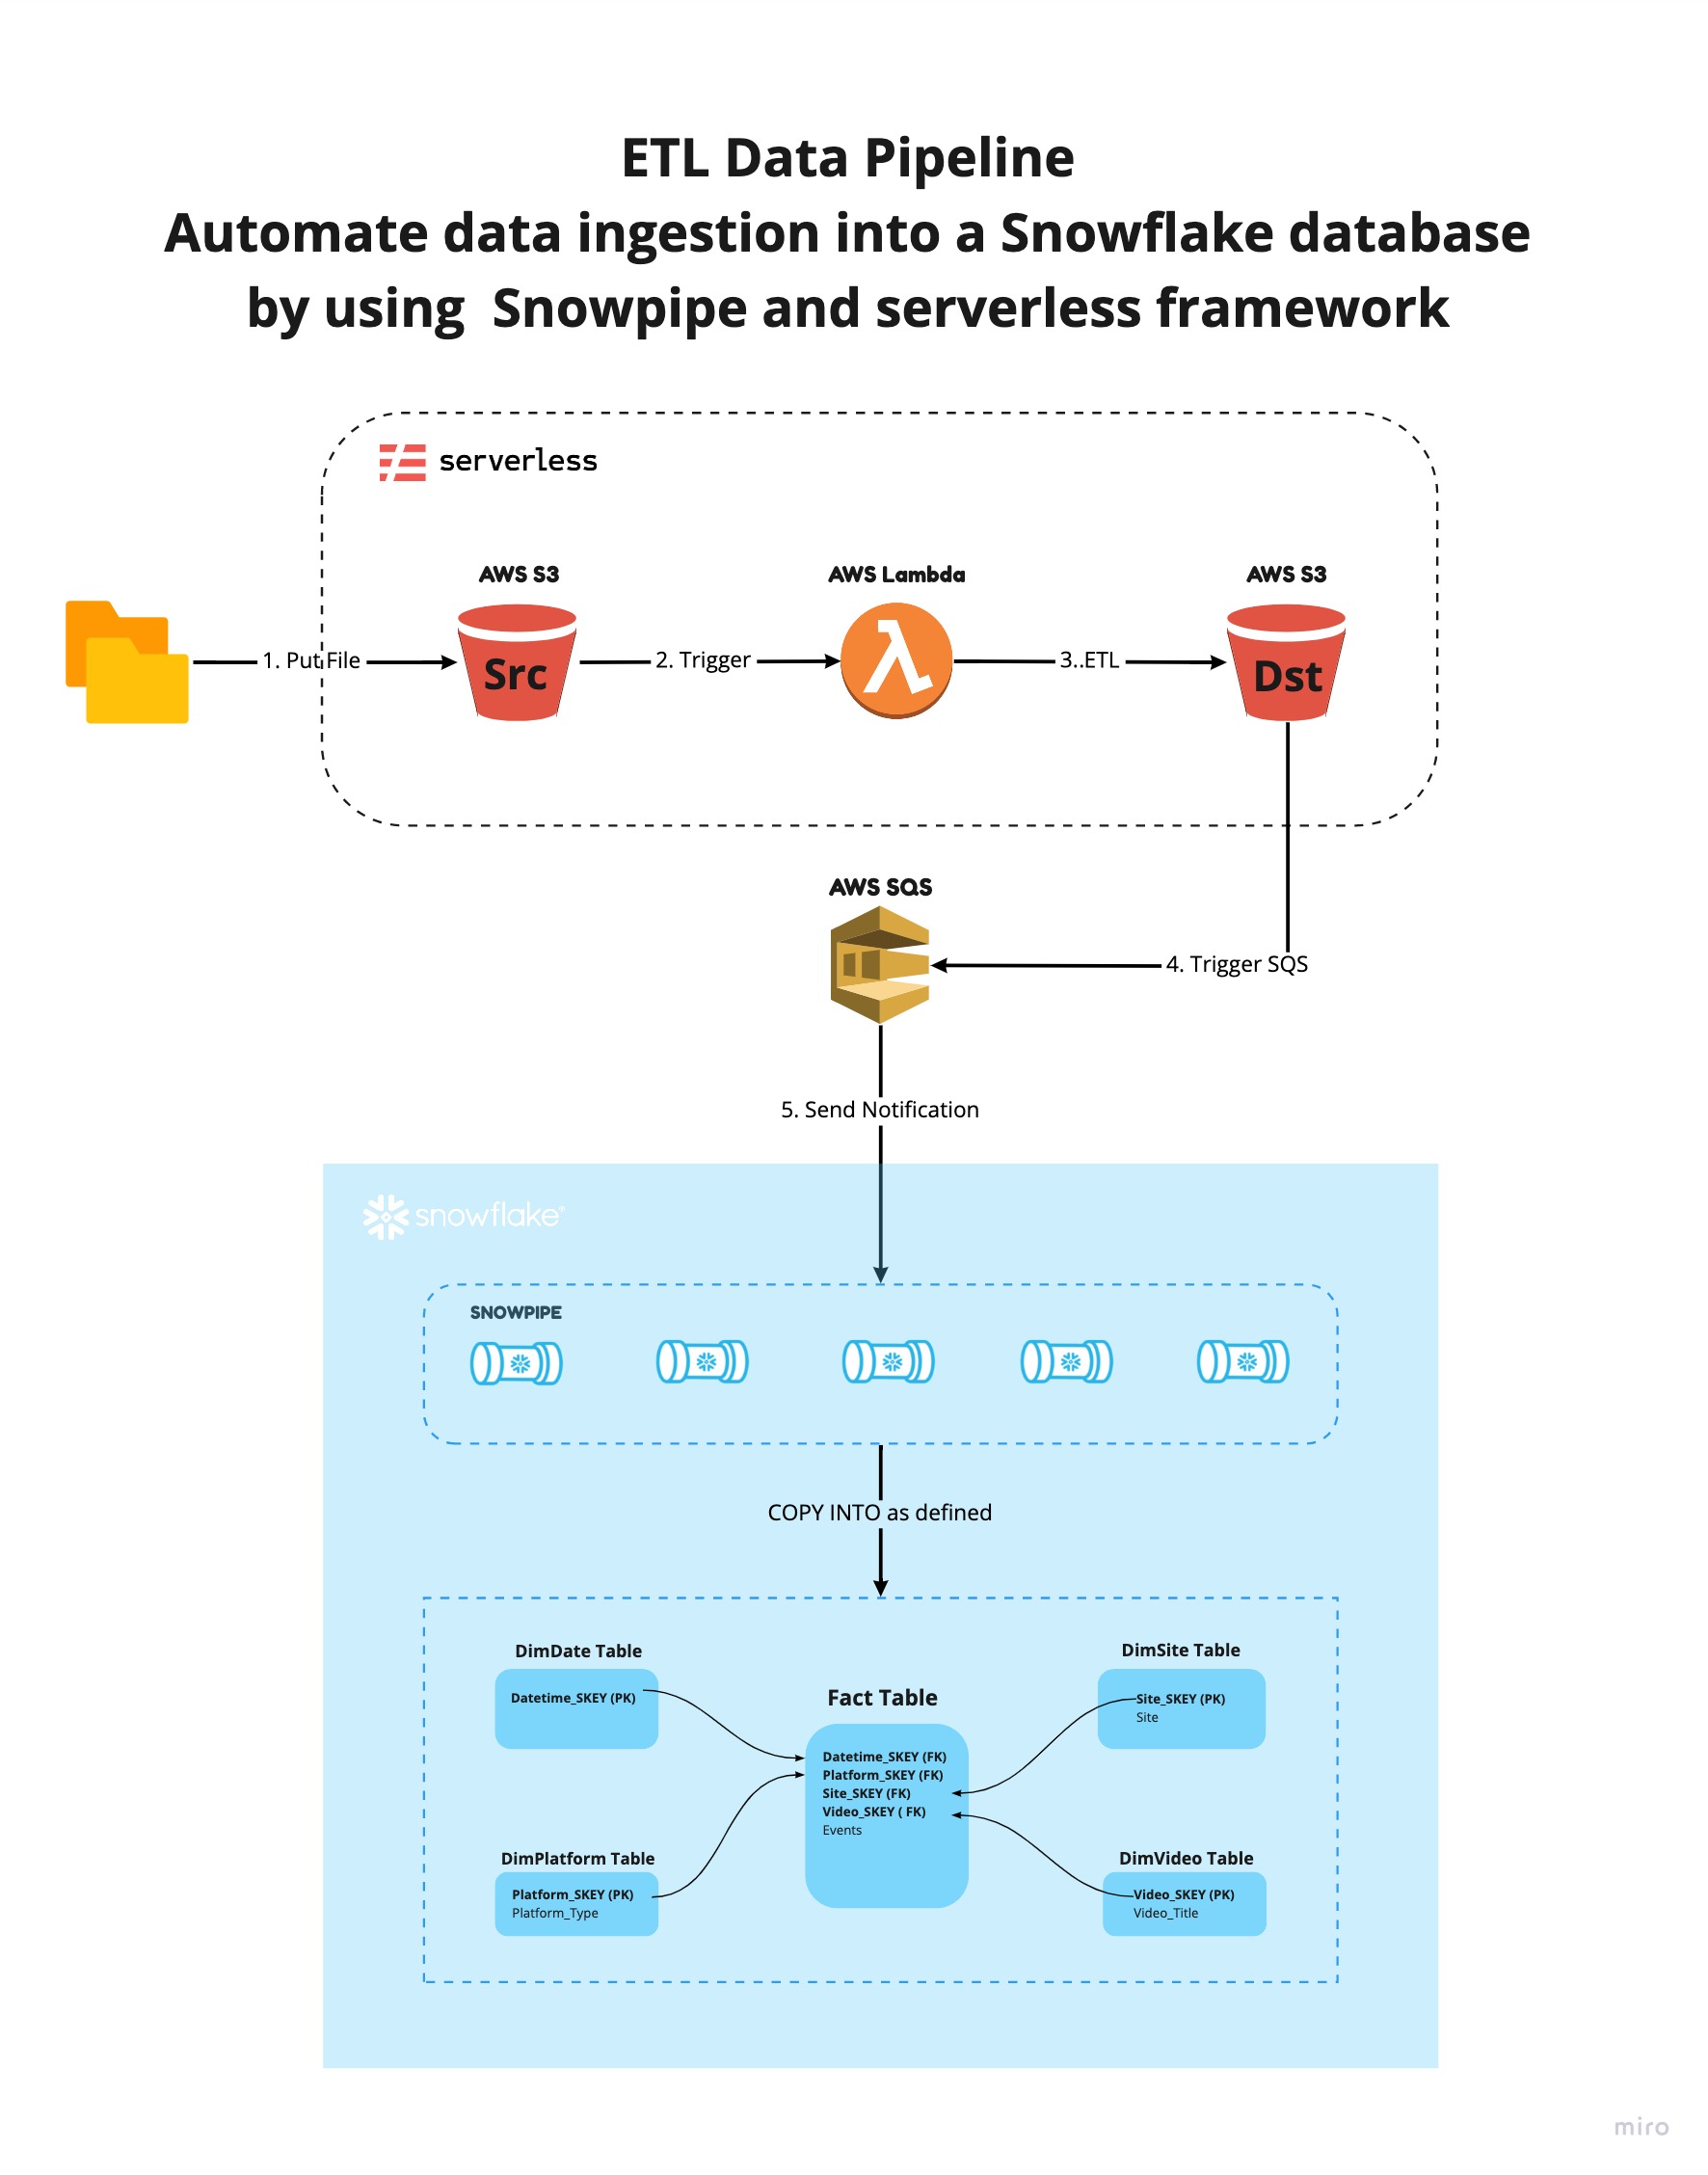 ETL Data Pipeline
Automate data ingestion into a Snowflake database
by using  Snowpipe and serverless framework
serverless
AWS S3
AWS Lambda
AWS S3
1. Put File
Src
2. Trigger
3..ETL
Dst
AWS SQS
4. Trigger SQS
5. Send Notification
snowflake®
SNOWPIPE
COPY INTO as defined
DimDate Table
Datetime_SKEY (PK)
DimSite Table
Site_SKEY (PK)
Site
Fact Table
Datetime_SKEY (FK)
Platform_SKEY (FK)
Site_SKEY (FK)
Video_SKEY ( FK)
Events
DimPlatform Table
Platform_SKEY (PK)
Platform_Type
DimVideo Table
Video_SKEY (PK)
Video_Title
miro